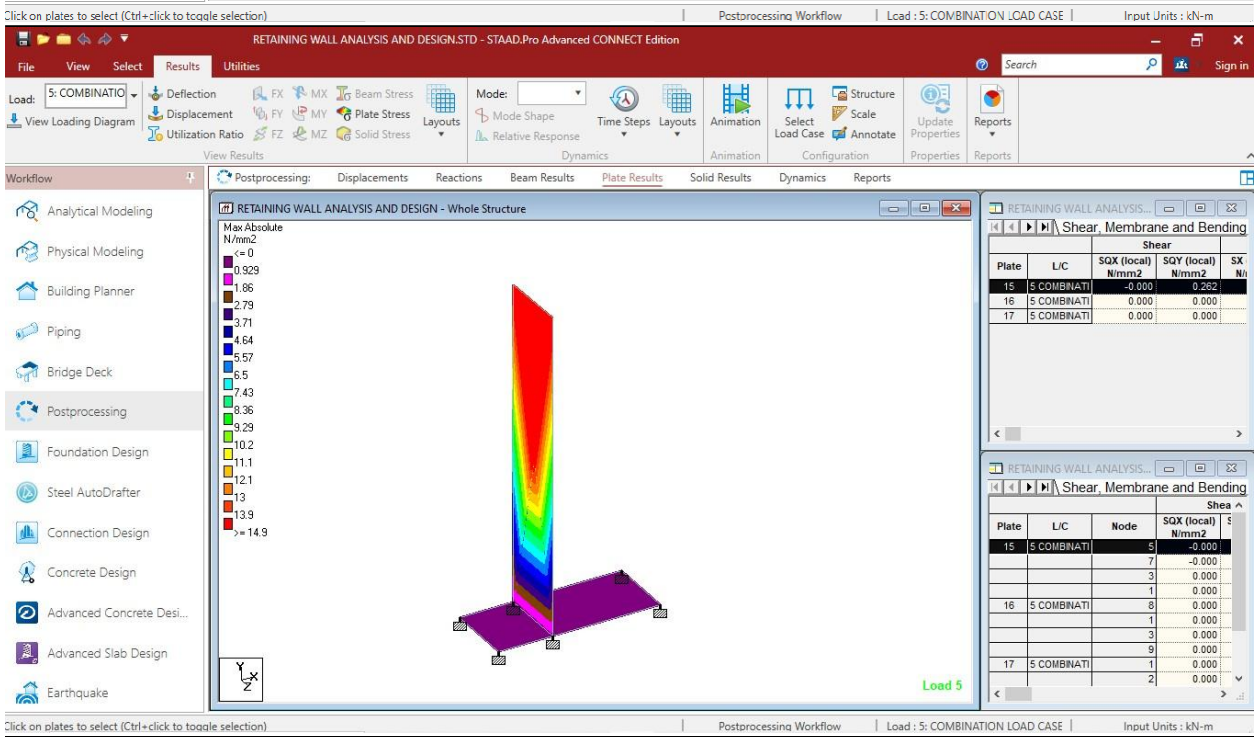 Click on plates to select (Ctrl+click to toggle selection) Postprocessing Workflow Load : 5: COMBINATION LOAD CASE Input Units : kN-m
RETAINING WALL ANALYSIS AND DESIGN.STD - STAAD.Pro Advanced CONNECT Edition
File View Select Results Utilities Search Sign in
Load: 5: COMBINATIO
View Loading Diagram
Deflection
Displacement
Utilization Ratio
FX MX Beam Stress
FY MY Plate Stress
FZ MZ Solid Stress
Layouts
View Results
Mode:
Mode Shape
Relative Response
Time Steps
Layouts
Dynamics
Animation
Animation
Select Load Case
Structure
Scale
Annotate
Configuration
Update Properties
Properties
Reports
Reports
Workflow
Analytical Modeling
Physical Modeling
Building Planner
Piping
Bridge Deck
Postprocessing
Foundation Design
Steel AutoDrafter
Connection Design
Concrete Design
Advanced Concrete Desi...
Advanced Slab Design
Earthquake
Postprocessing: Displacements Reactions Beam Results Plate Results Solid Results Dynamics Reports
RETAINING WALL ANALYSIS AND DESIGN - Whole Structure
Max Absolute
N/mm2
<= 0
0.929
1.86
2.79
3.71
4.64
5.57
6.5
7.43
8.36
9.29
10.2
11.1
12.1
13
13.9
>= 14.9
Y
X
Z
Load 5
RETAINING WALL ANALYSIS...
Shear, Membrane and Bending
Shear
Plate L/C SQX (local) N/mm2 SQY (local) N/mm2 SX
15 5 COMBINATI -0.000 0.262
16 5 COMBINATI 0.000 0.000
17 5 COMBINATI 0.000 0.000
RETAINING WALL ANALYSIS...
Shear, Membrane and Bending
Shea
Plate L/C Node SQX (local) N/mm2 S
15 5 COMBINATI 5 -0.000
7 -0.000
3 0.000
1 0.000
16 5 COMBINATI 8 0.000
1 0.000
3 0.000
9 0.000
17 5 COMBINATI 1 0.000
2 0.000
Click on plates to select (Ctrl+click to toggle selection) Postprocessing Workflow Load : 5: COMBINATION LOAD CASE Input Units : kN-m